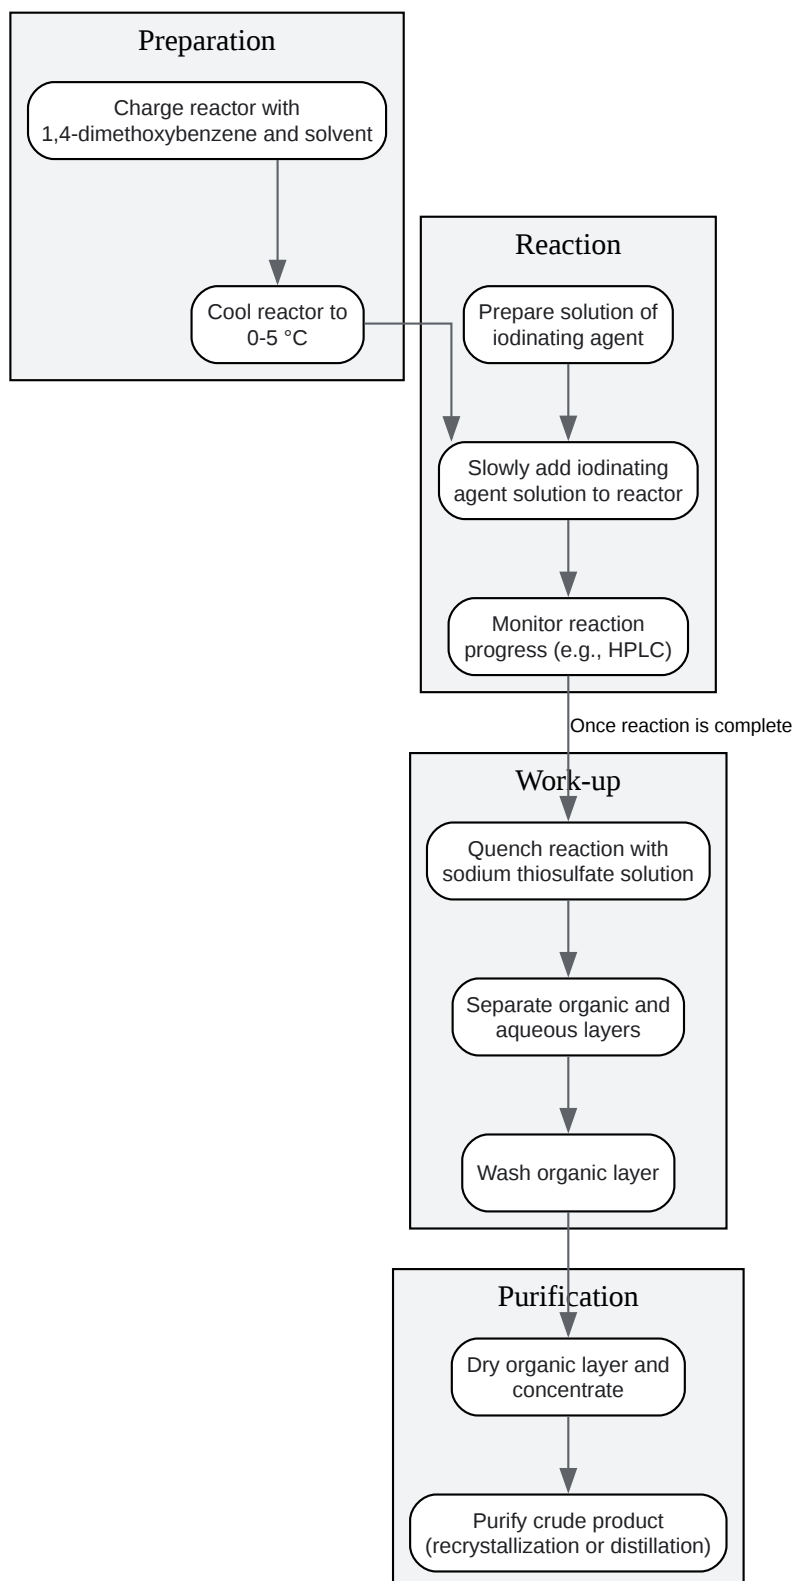 Preparation
Charge reactor with
1,4-dimethoxybenzene and solvent
Cool reactor to
0-5 °C
Reaction
Prepare solution of
iodinating agent
Slowly add iodinating
agent solution to reactor
Monitor reaction
progress (e.g., HPLC)
Once reaction is complete
Work-up
Quench reaction with
sodium thiosulfate solution
Separate organic and
aqueous layers
Wash organic layer
Purification
Dry organic layer and
concentrate
Purify crude product
(recrystallization or distillation)